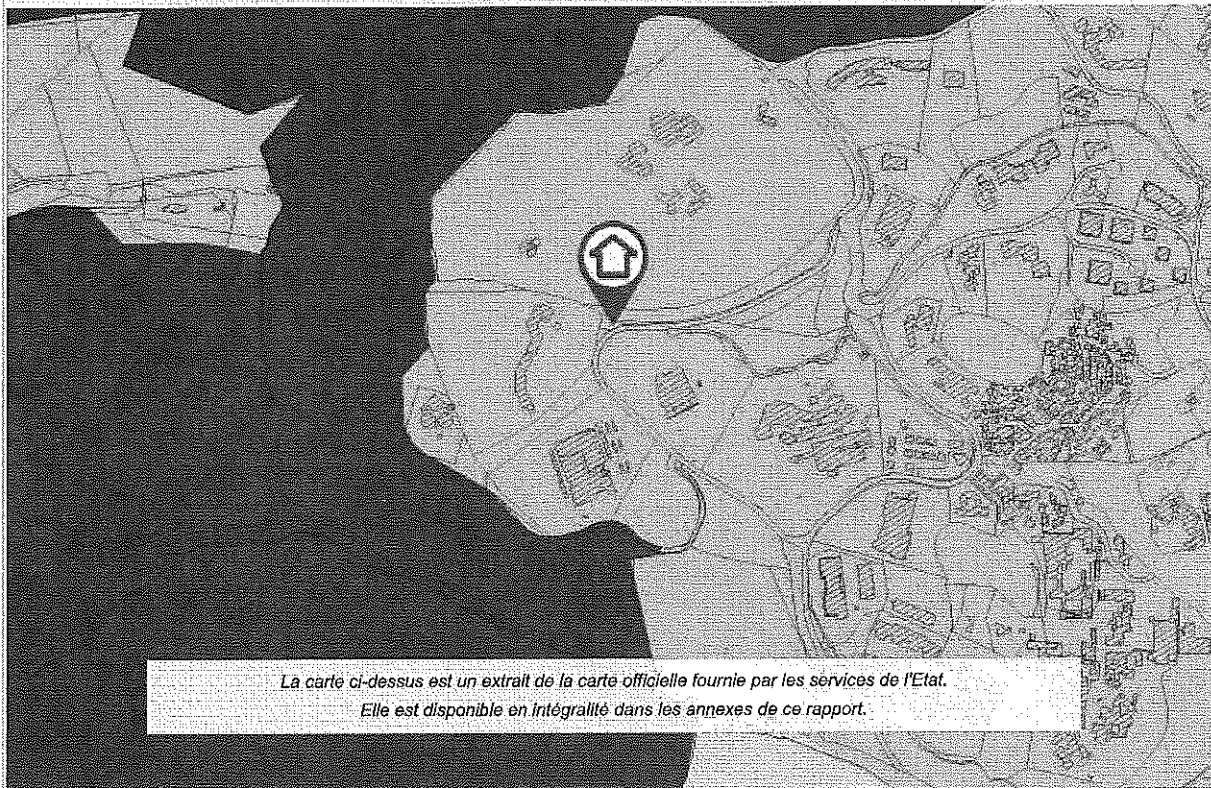 La carte ci-dessus est un extrait de la carte officielle fournie par les services de l'Etat.
Elle est disponible en intégralité dans les annexes de ce rapport.